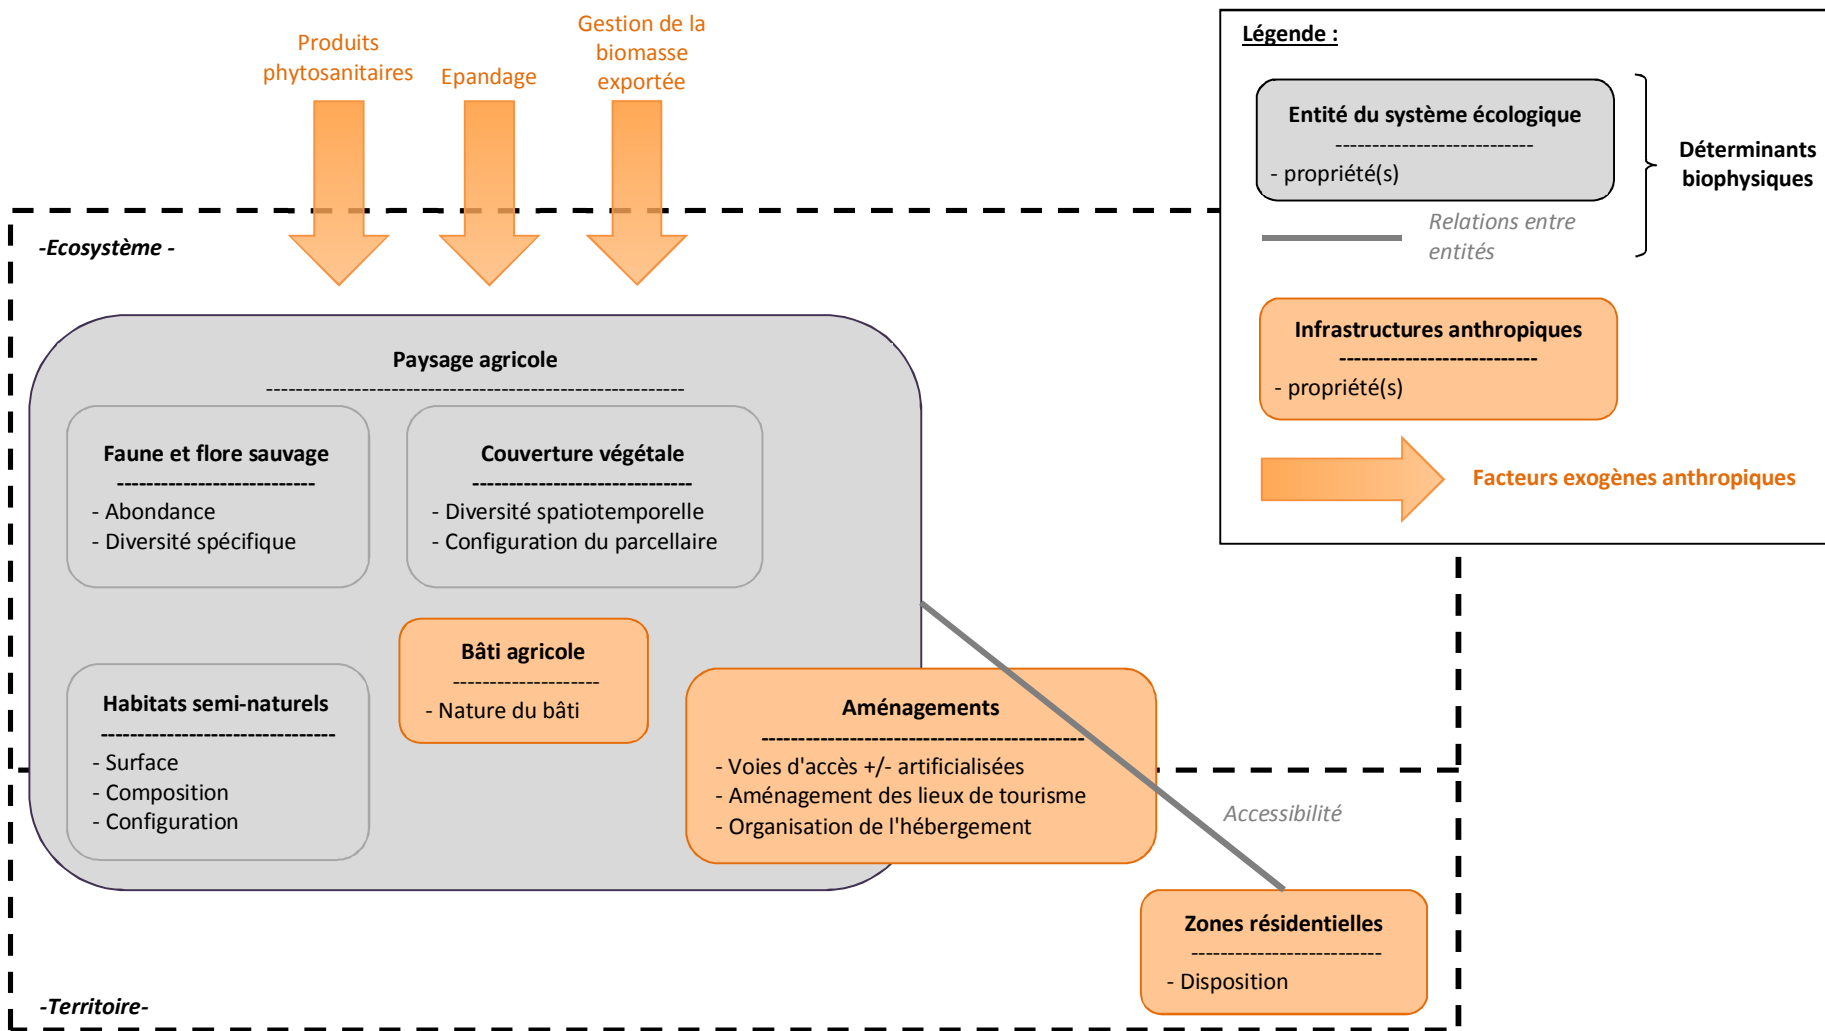 Produits
phytosanitaires
Epandage
Gestion de la
biomasse
exportée
Légende :
Entité du système écologique
- propriété(s)
Relations entre
entités
Déterminants
biophysiques
Infrastructures anthropiques
- propriété(s)
Facteurs exogènes anthropiques
-Ecosystème -
Paysage agricole
Faune et flore sauvage
- Abondance
- Diversité spécifique
Couverture végétale
- Diversité spatiotemporelle
- Configuration du parcellaire
Bâti agricole
- Nature du bâti
Habitats semi-naturels
- Surface
- Composition
- Configuration
Aménagements
- Voies d'accès +/- artificialisées
- Aménagement des lieux de tourisme
- Organisation de l'hébergement
Accessibilité
Zones résidentielles
- Disposition
-Territoire-